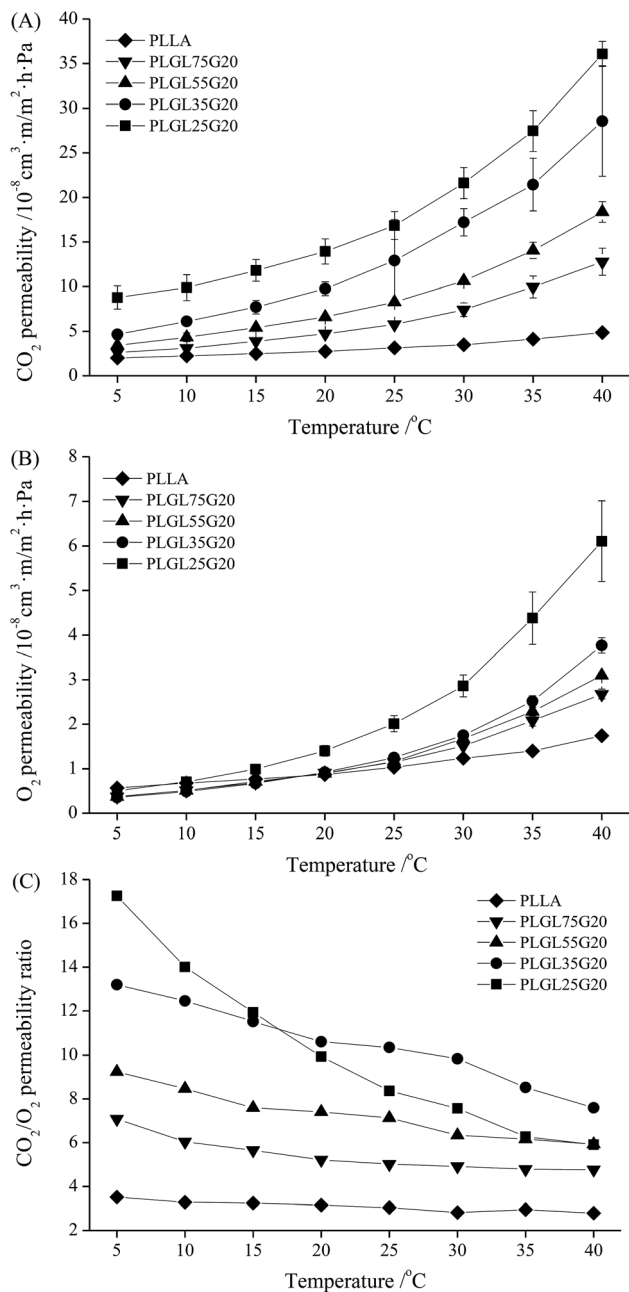 (A)
PLLA
PLGL75G20
PLGL55G20
PLGL35G20
PLGL25G20
CO₂ permeability /10⁻⁸ cm³·m/m²·h·Pa
40
35
30
25
20
15
10
5
0
5 10 15 20 25 30 35 40
Temperature /°C
(B)
PLLA
PLGL75G20
PLGL55G20
PLGL35G20
PLGL25G20
O₂ permeability /10⁻⁸ cm³·m/m²·h·Pa
8
7
6
5
4
3
2
1
0
5 10 15 20 25 30 35 40
Temperature /°C
(C)
PLLA
PLGL75G20
PLGL55G20
PLGL35G20
PLGL25G20
CO₂/O₂ permeability ratio
18
16
14
12
10
8
6
4
2
5 10 15 20 25 30 35 40
Temperature /°C